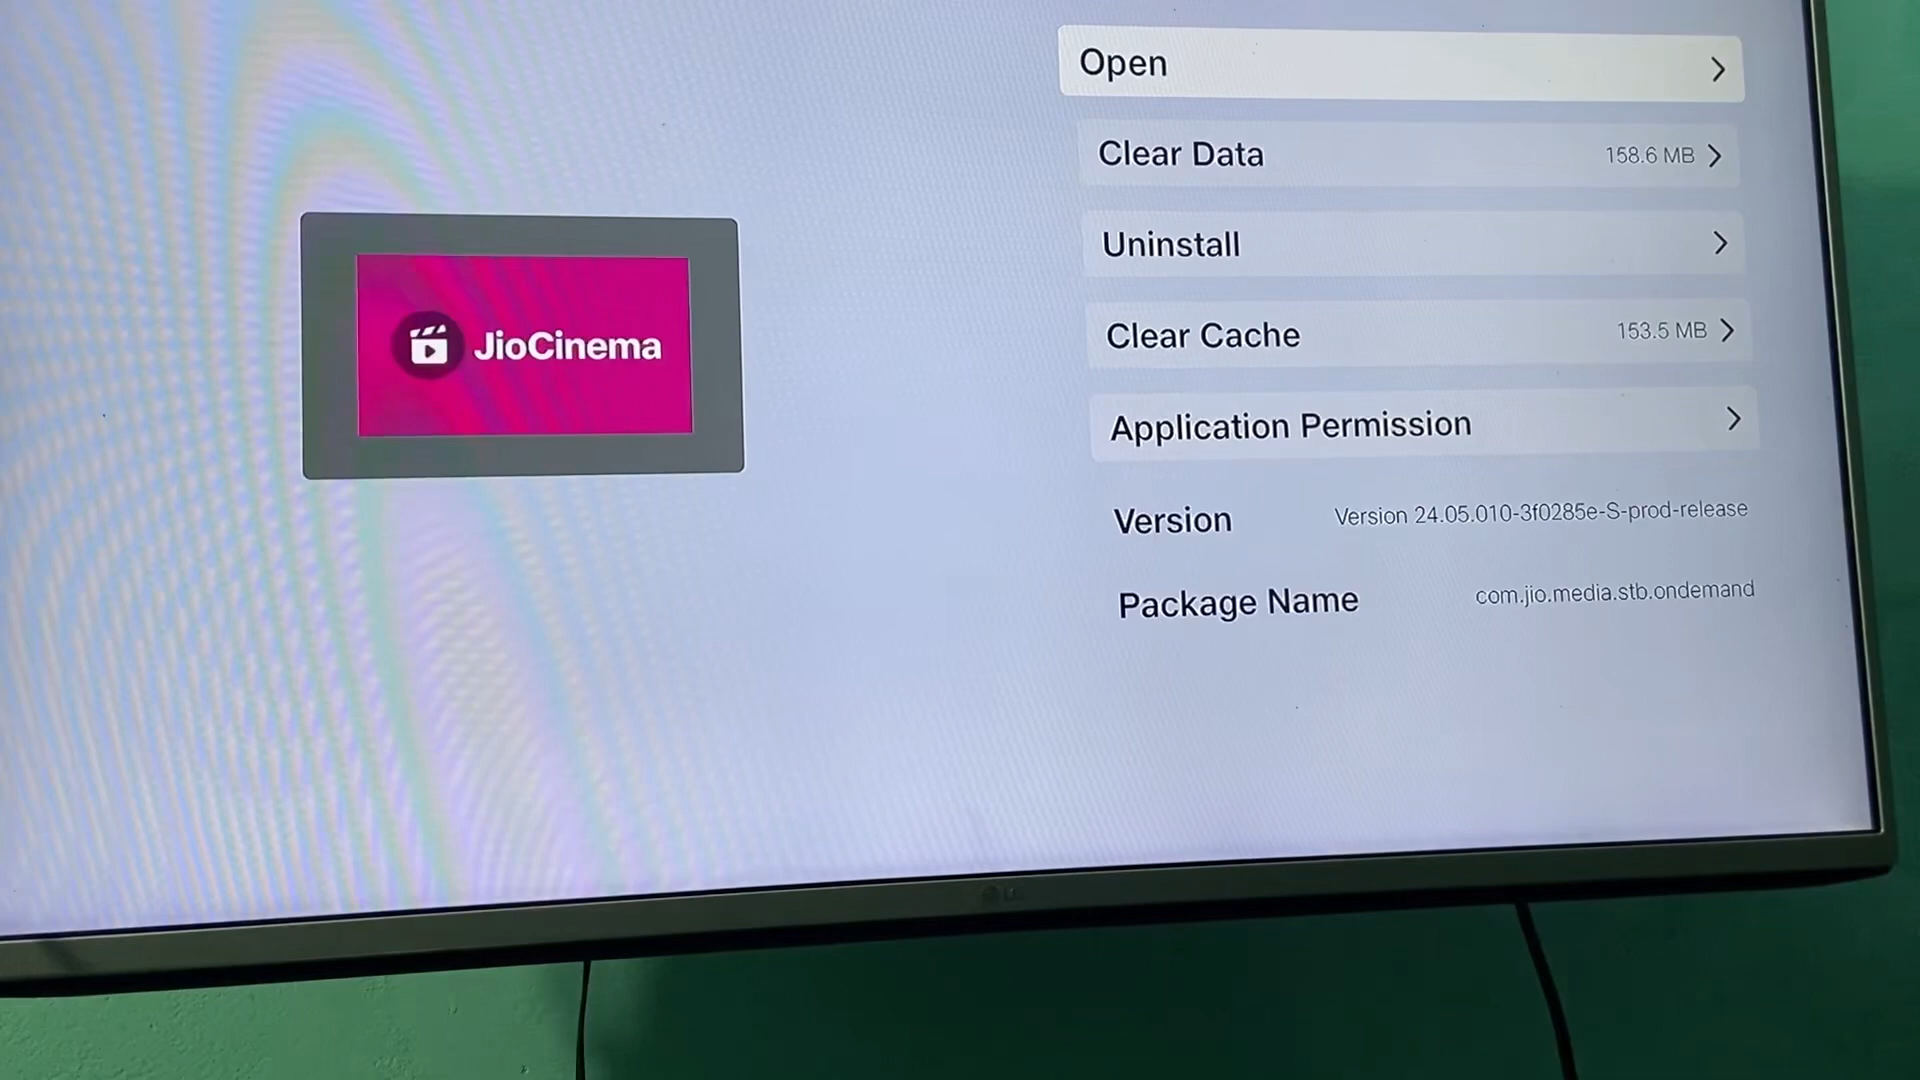 Open
Clear Data 158.6 MB
Uninstall
JioCinema
Clear Cache 153.5 MB
Application Permission
Version Version 24.05.010-3f0285e-S-prod-release
Package Name com.jio.media.stb.ondemand
LG